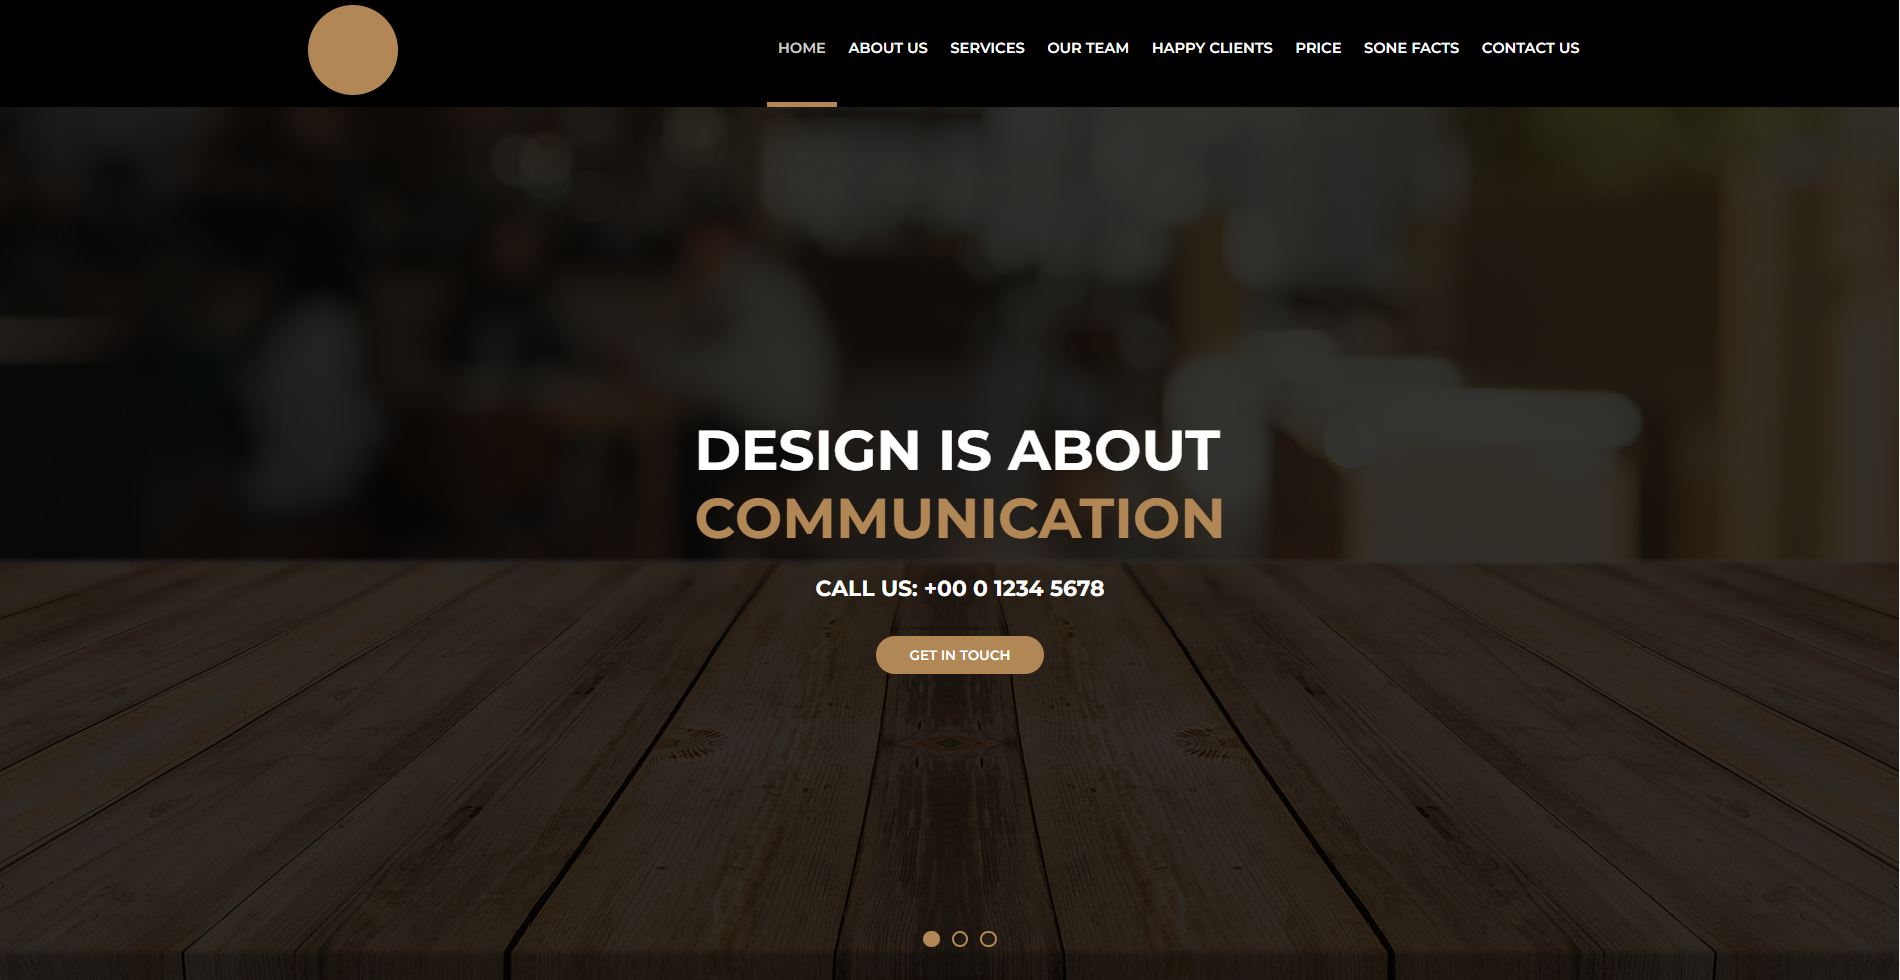 HOME ABOUT US SERVICES OUR TEAM HAPPY CLIENTS PRICE SONE FACTS CONTACT US
DESIGN IS ABOUT
COMMUNICATION
CALL US: +00 0 1234 5678
GET IN TOUCH